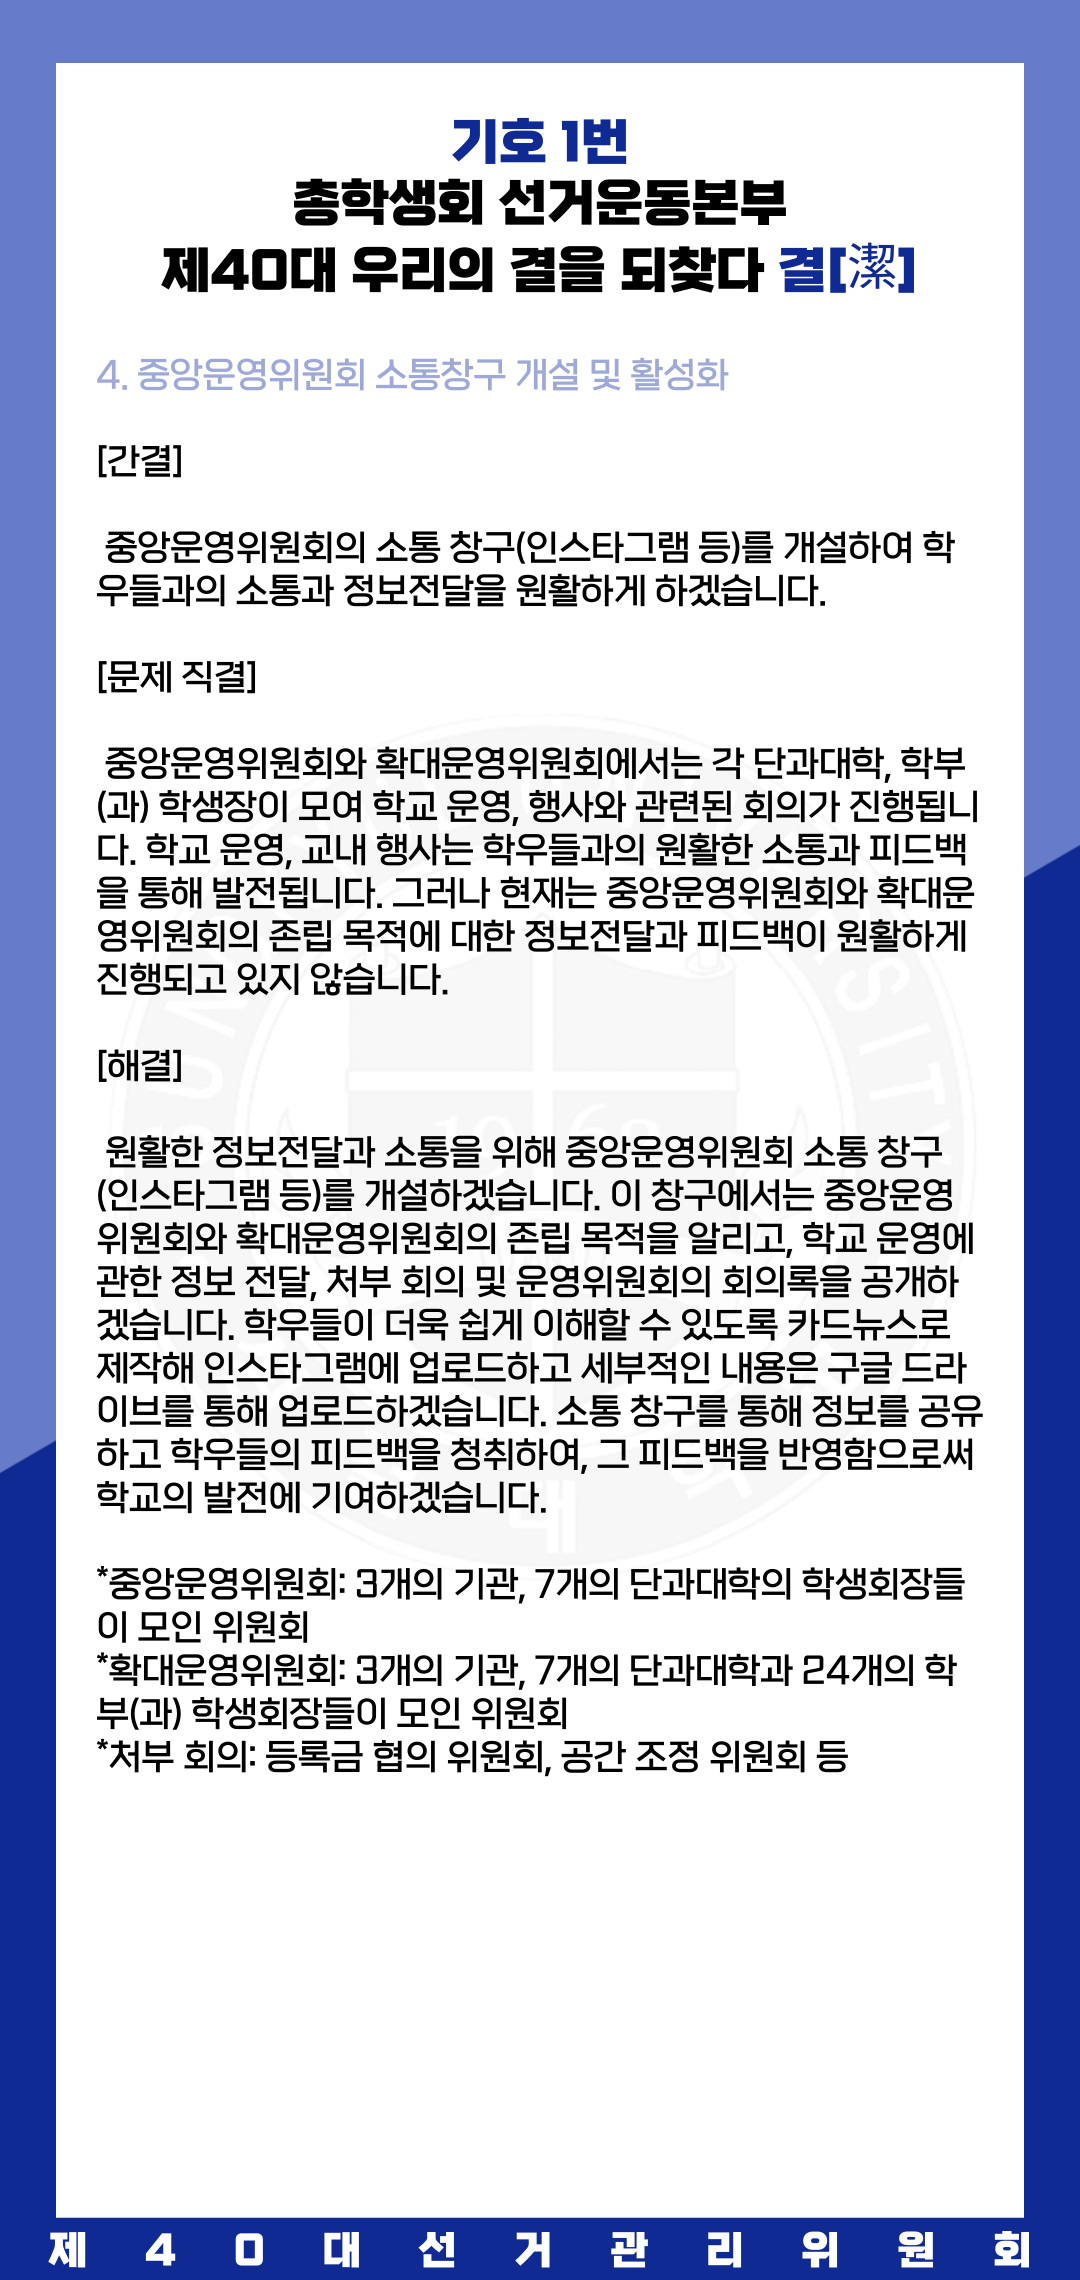 기호 1번
총학생회 선거운동본부
제40대 우리의 결을 되찾다 결[潔]
4. 중앙운영위원회 소통창구 개설 및 활성화
[간결]
중앙운영위원회의 소통 창구(인스타그램 등)를 개설하여 학
우들과의 소통과 정보전달을 원활하게 하겠습니다.
[문제 직결]
중앙운영위원회와 확대운영위원회에서는 각 단과대학, 학부
(과) 학생장이 모여 학교 운영, 행사와 관련된 회의가 진행됩니
다. 학교 운영, 교내 행사는 학우들과의 원활한 소통과 피드백
을 통해 발전됩니다. 그러나 현재는 중앙운영위원회와 확대운
영위원회의 존립 목적에 대한 정보전달과 피드백이 원활하게
진행되고 있지 않습니다.
[해결]
원활한 정보전달과 소통을 위해 중앙운영위원회 소통 창구
(인스타그램 등)를 개설하겠습니다. 이 창구에서는 중앙운영
위원회와 확대운영위원회의 존립 목적을 알리고, 학교 운영에
관한 정보 전달, 처부 회의 및 운영위원회의 회의록을 공개하
겠습니다. 학우들이 더욱 쉽게 이해할 수 있도록 카드뉴스로
제작해 인스타그램에 업로드하고 세부적인 내용은 구글 드라
이브를 통해 업로드하겠습니다. 소통 창구를 통해 정보를 공유
하고 학우들의 피드백을 청취하여, 그 피드백을 반영함으로써
학교의 발전에 기여하겠습니다.
*중앙운영위원회: 3개의 기관, 7개의 단과대학의 학생회장들
이 모인 위원회
*확대운영위원회: 3개의 기관, 7개의 단과대학과 24개의 학
부(과) 학생회장들이 모인 위원회
*처부 회의: 등록금 협의 위원회, 공간 조정 위원회 등
제40대선거관리위원회